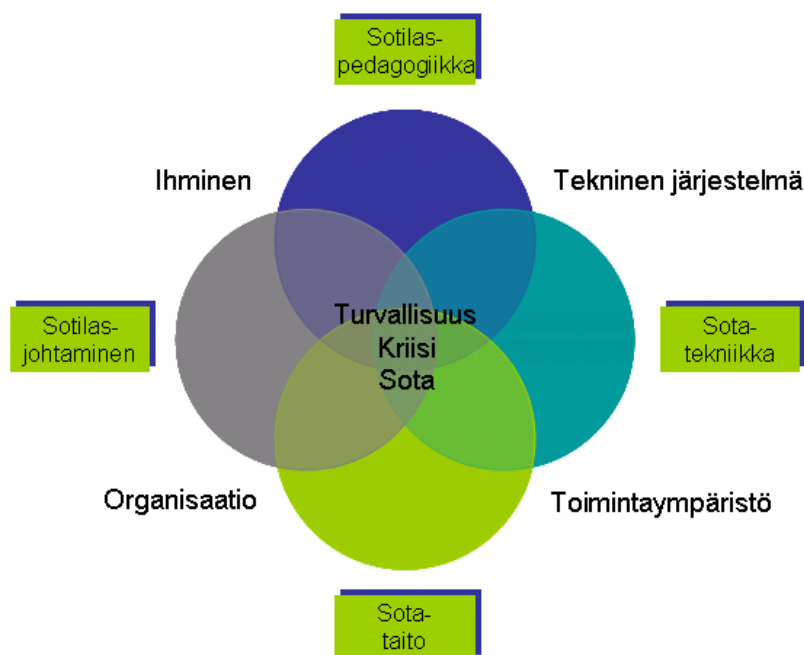 Sotilas-
pedagogiikka
Ihminen
Tekninen järjestelmä
Sotilas-
johtaminen
Turvallisuus
Kriisi
Sota
Sota-
tekniikka
Organisaatio
Toimintaympäristö
Sota-
taito